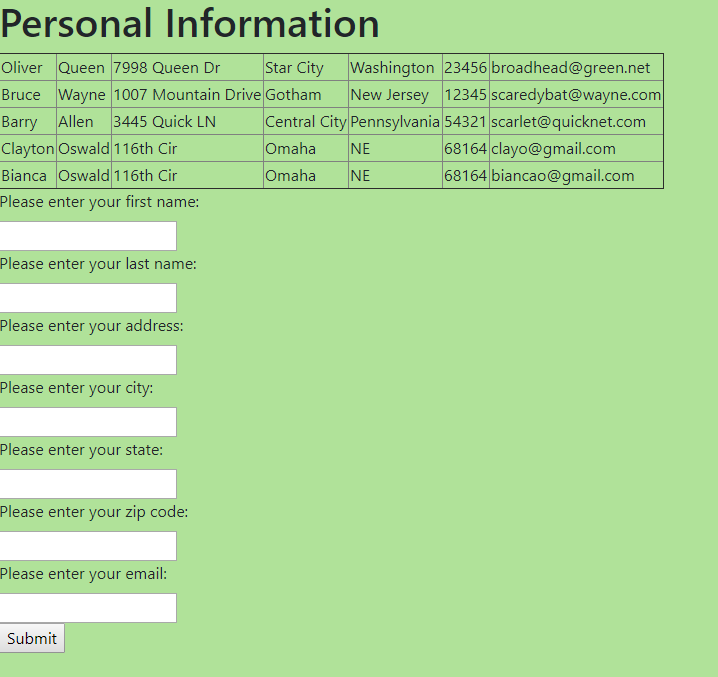 Personal Information
Oliver Queen 7998 Queen Dr Star City Washington 23456 broadhead@green.net
Bruce Wayne 1007 Mountain Drive Gotham New Jersey 12345 scaredybat@wayne.com
Barry Allen 3445 Quick LN Central City Pennsylvania 54321 scarlet@quicknet.com
Clayton Oswald 116th Cir Omaha NE 68164 clayo@gmail.com
Bianca Oswald 116th Cir Omaha NE 68164 biancao@gmail.com
Please enter your first name:
Please enter your last name:
Please enter your address:
Please enter your city:
Please enter your state:
Please enter your zip code:
Please enter your email:
Submit